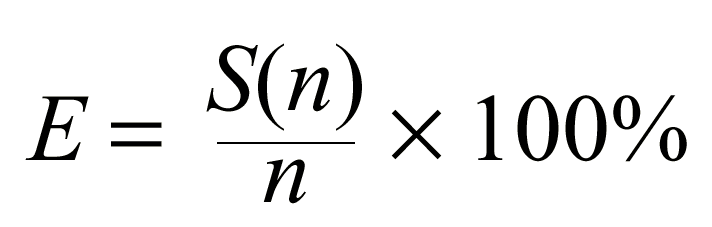 E = S(n)/n × 100%